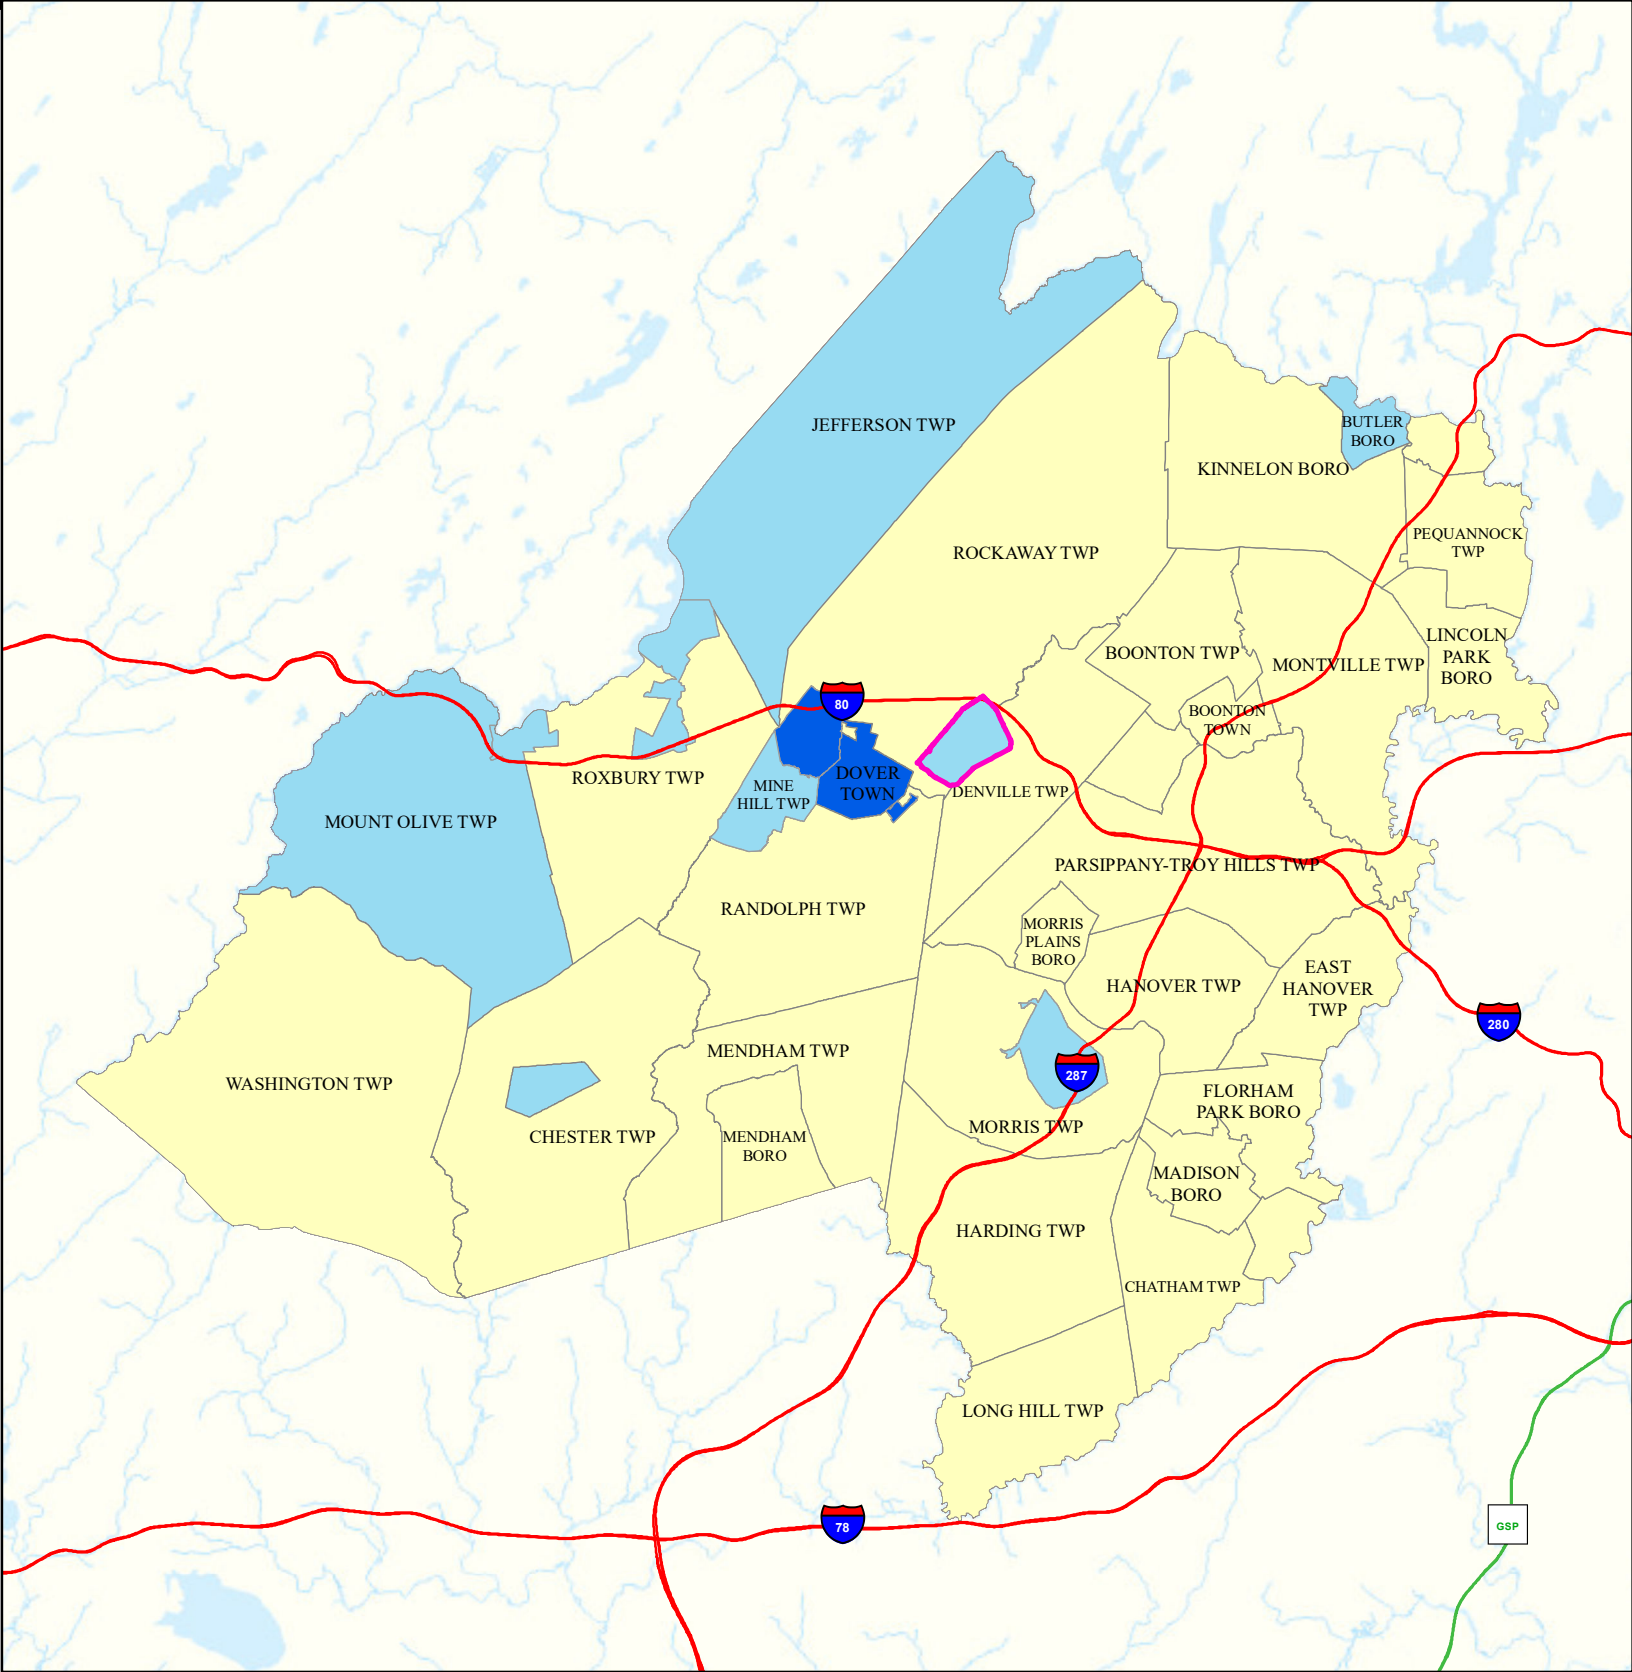 JEFFERSON TWP
BUTLER
BORO
KINNELON BORO
PEQUANNOCK
TWP
ROCKAWAY TWP
LINCOLN
PARK
BORO
BOONTON TWP
MONTVILLE TWP
80
BOONTON
TOWN
ROXBURY TWP
DOVER
TOWN
MINE
HILL TWP
DENVILLE TWP
MOUNT OLIVE TWP
PARSIPPANY-TROY HILLS TWP
RANDOLPH TWP
MORRIS
PLAINS
BORO
EAST
HANOVER
TWP
HANOVER TWP
280
MENDHAM TWP
287
WASHINGTON TWP
FLORHAM
PARK BORO
MORRIS TWP
CHESTER TWP
MENDHAM
BORO
MADISON
BORO
HARDING TWP
CHATHAM TWP
LONG HILL TWP
78
GSP